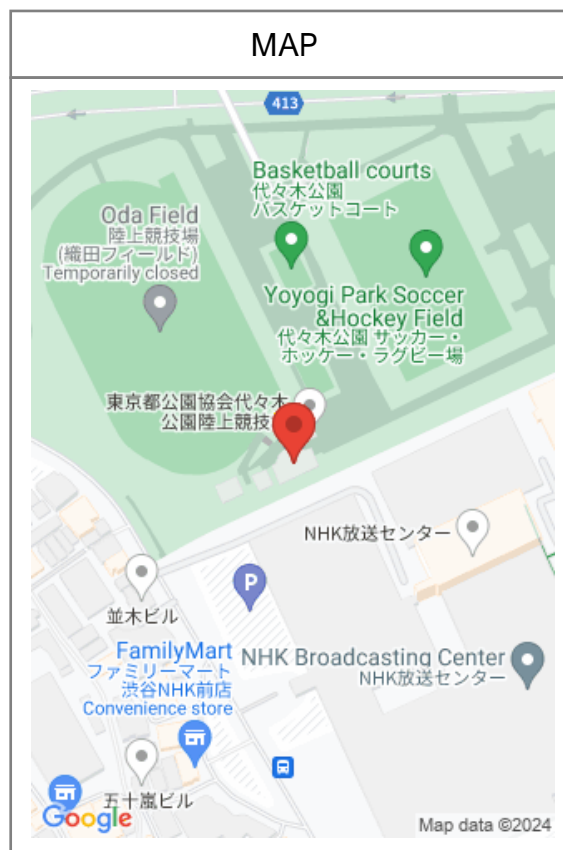 MAP
413
Basketball courts
代々木公園
バスケットコート
Oda Field
陸上競技場
(織田フィールド)
Temporarily closed
Yoyogi Park Soccer
&Hockey Field
代々木公園 サッカー・
ホッケー・ラグビー場
東京都公園協会代々木
公園陸上競技
NHK放送センター
P
並木ビル
FamilyMart
ファミリーマート
渋谷NHK前店
Convenience store
NHK Broadcasting Center
NHK放送センター
五十嵐ビル
Google
Map data ©2024